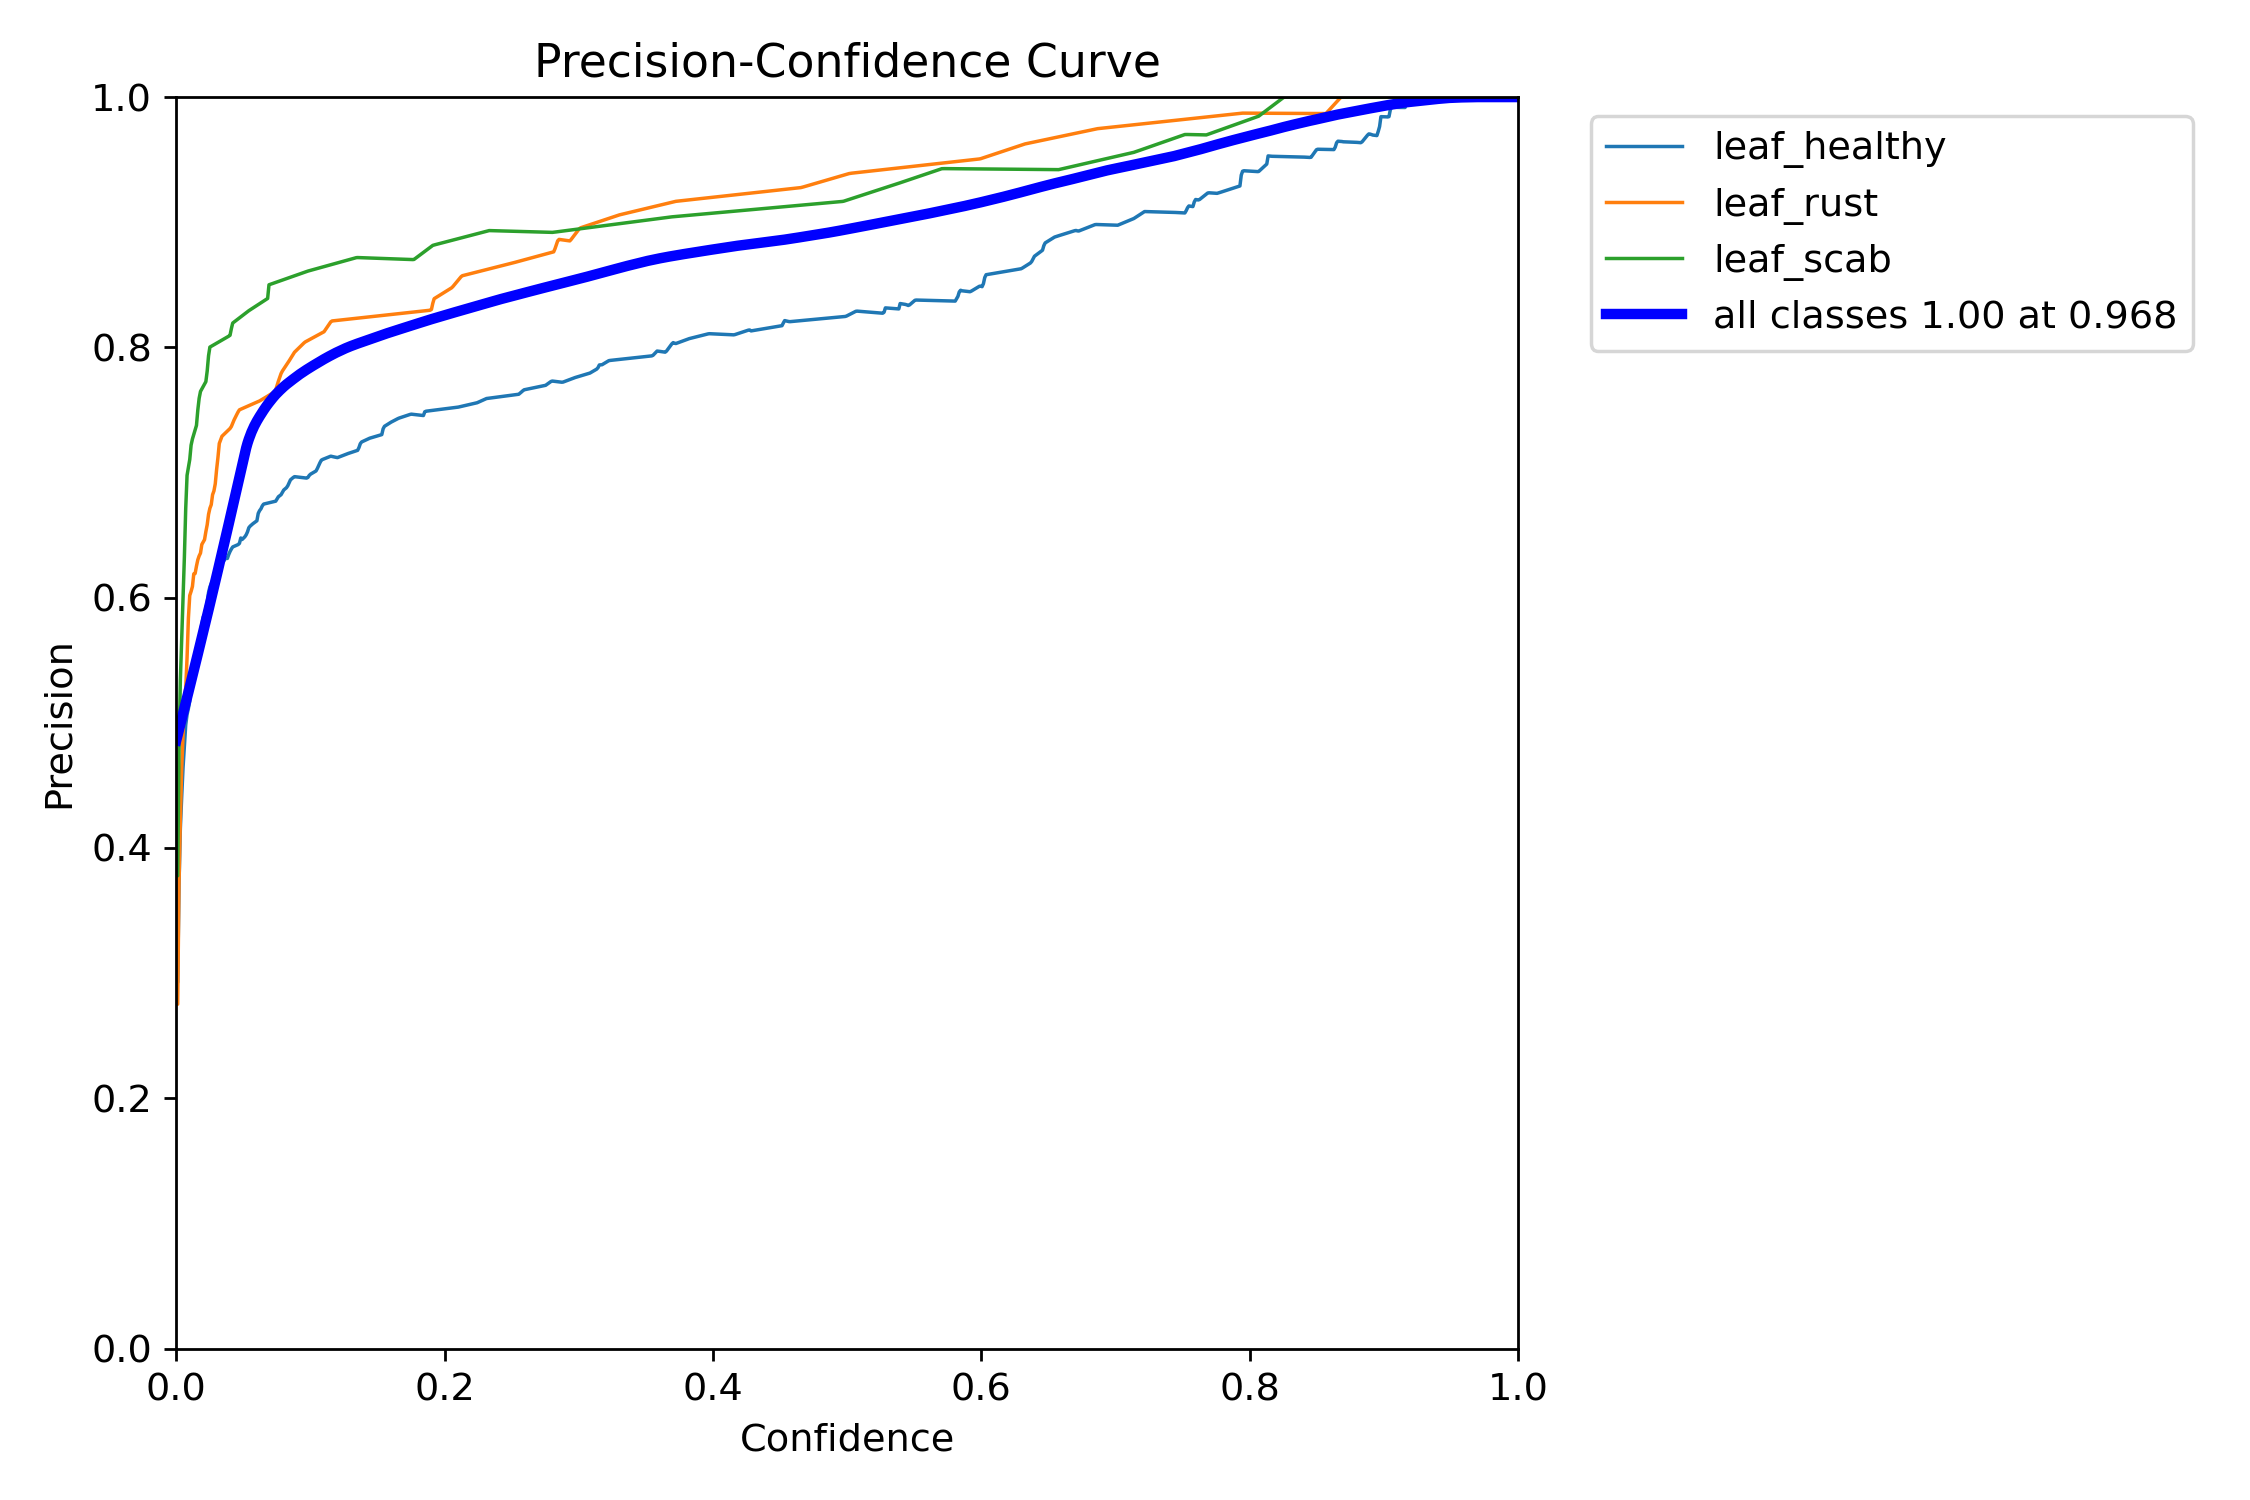 Precision-Confidence Curve
1.0
0.8
0.6
0.4
0.2
0.0
Precision
0.0 0.2 0.4 0.6 0.8 1.0
Confidence
leaf_healthy
leaf_rust
leaf_scab
all classes 1.00 at 0.968